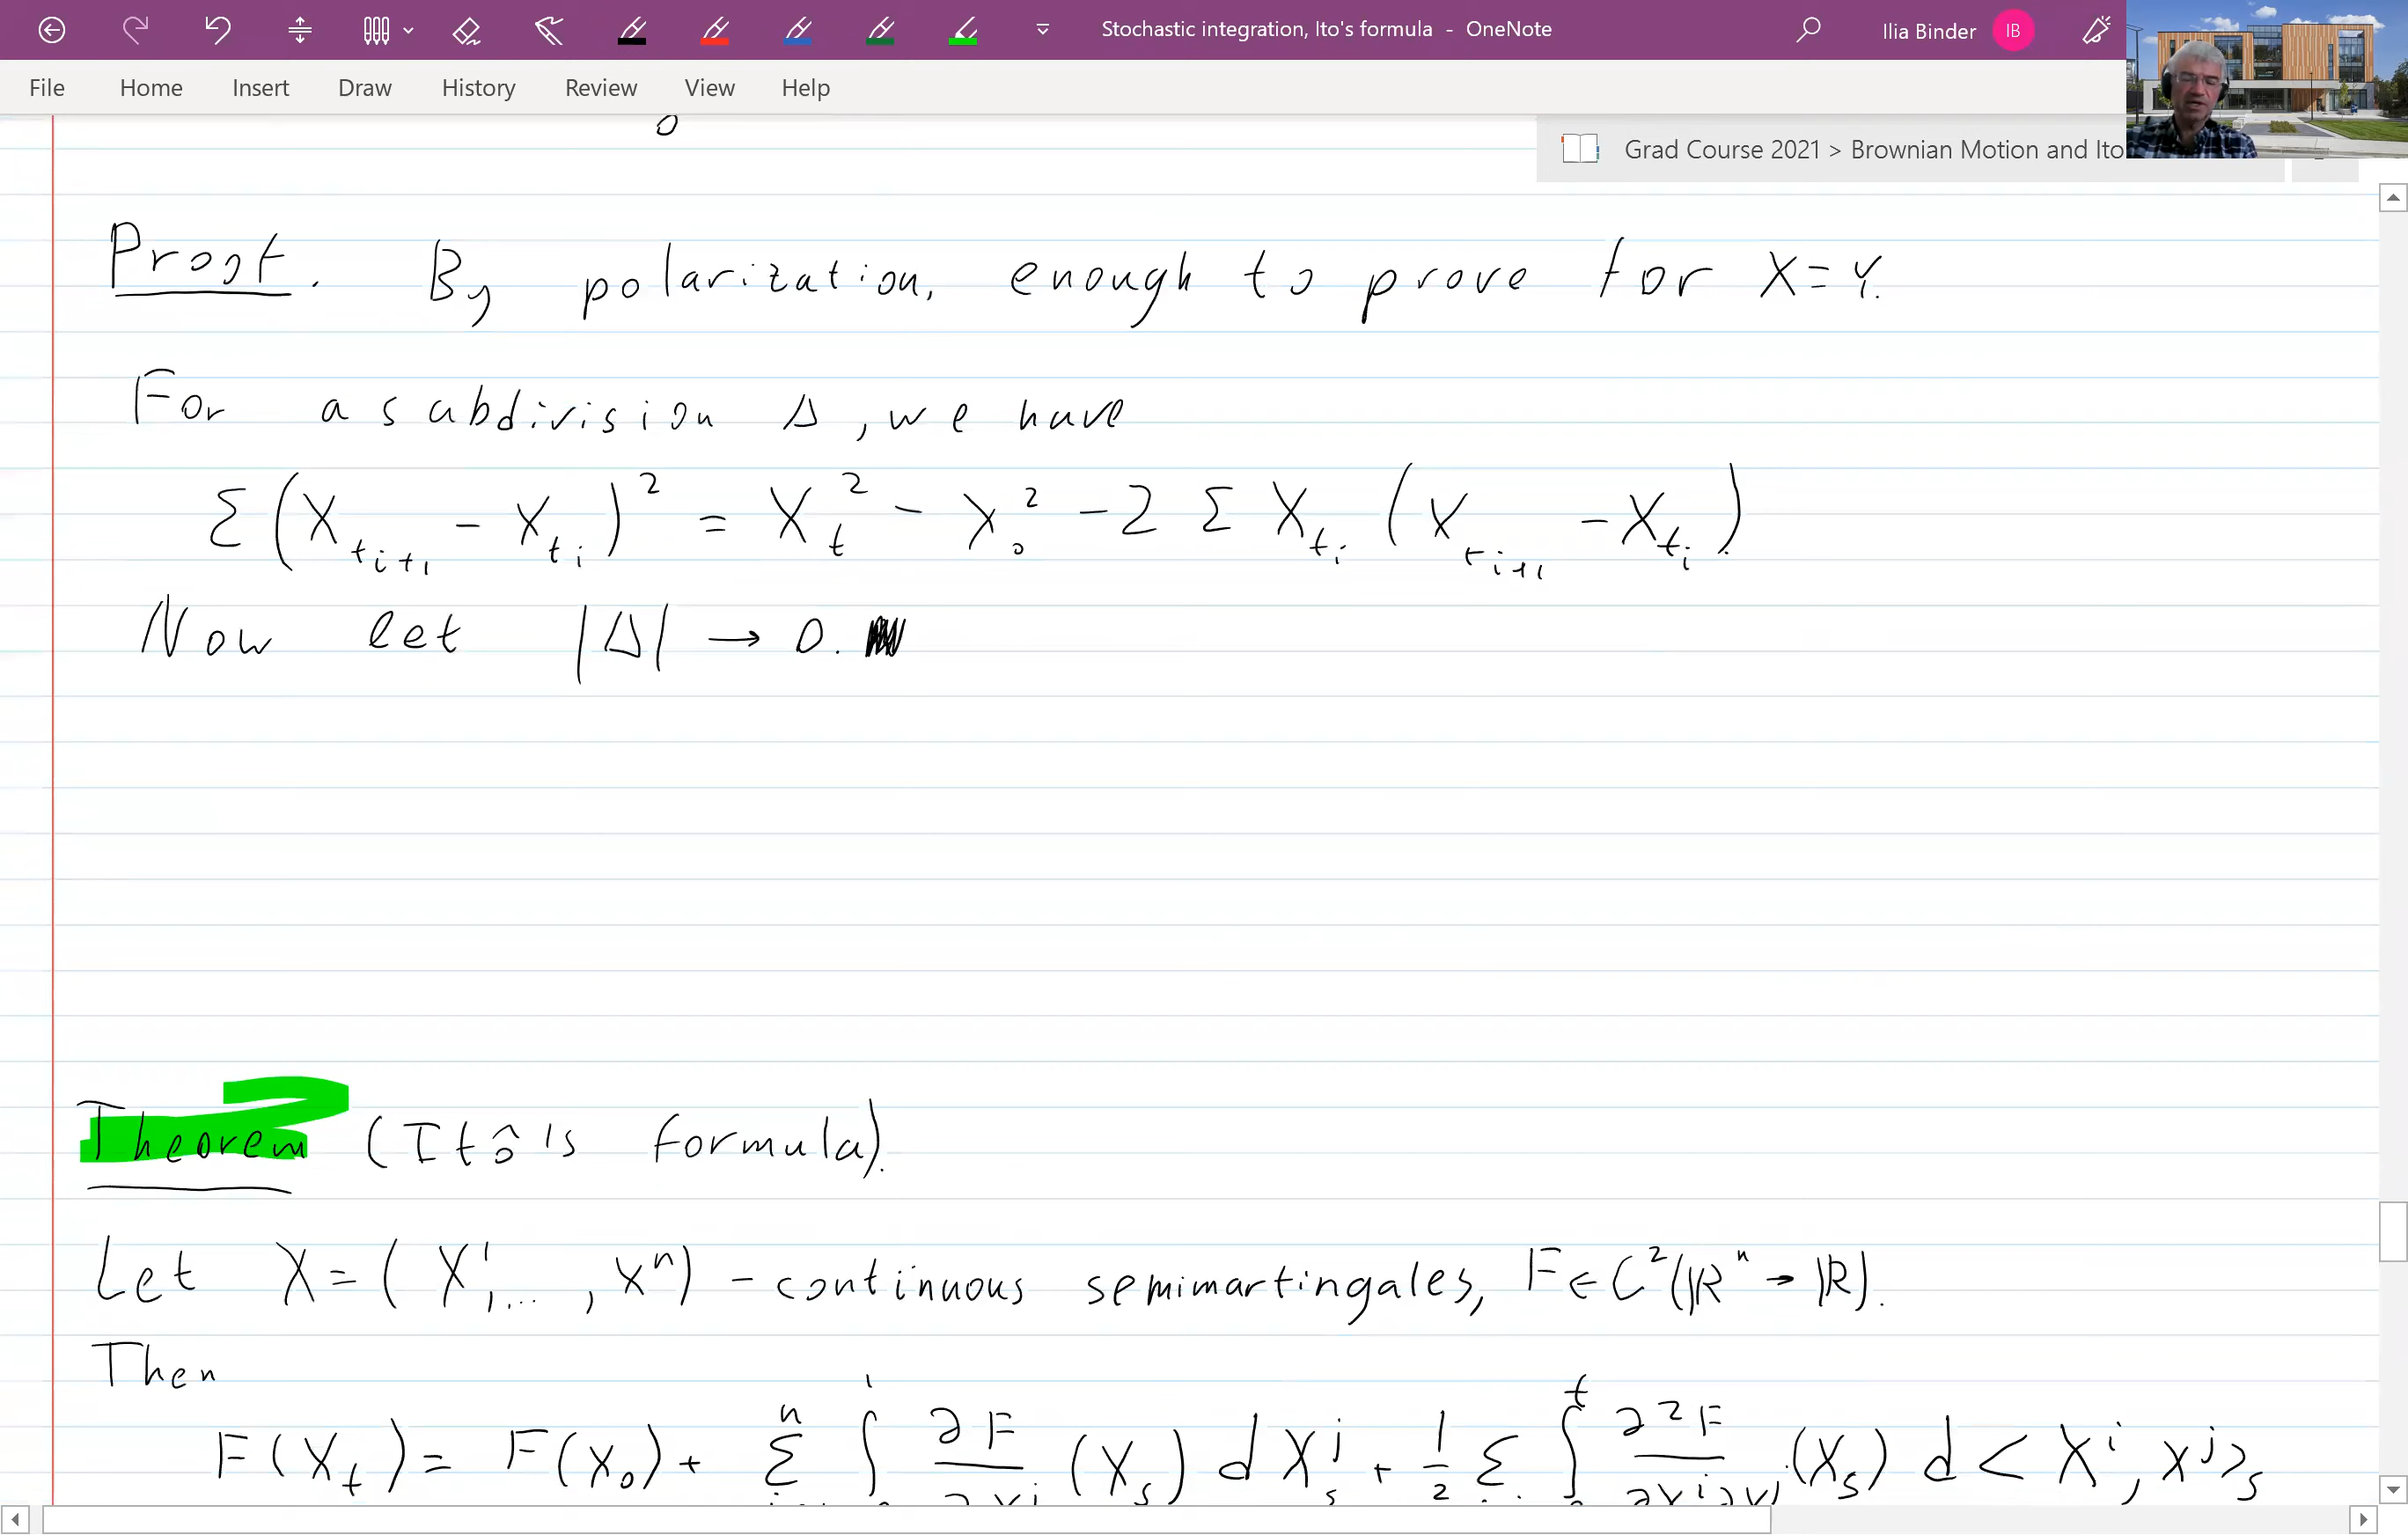 Stochastic integration, Ito's formula - OneNote
Ilia Binder IB
File Home Insert Draw History Review View Help
Grad Course 2021 > Brownian Motion and Ito
Proof. By polarization, enough to prove for X=Y.
For a subdivision Δ, we have
Σ(X_{t_{i+1}} - X_{t_i})² = X_t² - X_0² - 2 Σ X_{t_i} (X_{t_{i+1}} - X_{t_i})
Now let |Δ| → 0.
Theorem (Itô's formula).
Let X = (X¹, ..., Xⁿ) - continuous semimartingales, F ∈ C²(ℝⁿ → ℝ).
Then
F(X_t) = F(X_0) + Σ ∫ ∂F (X_s) dX_s^j + 1/2 Σ ∫ ∂²F (X_s) d<X^i, X^j>_s